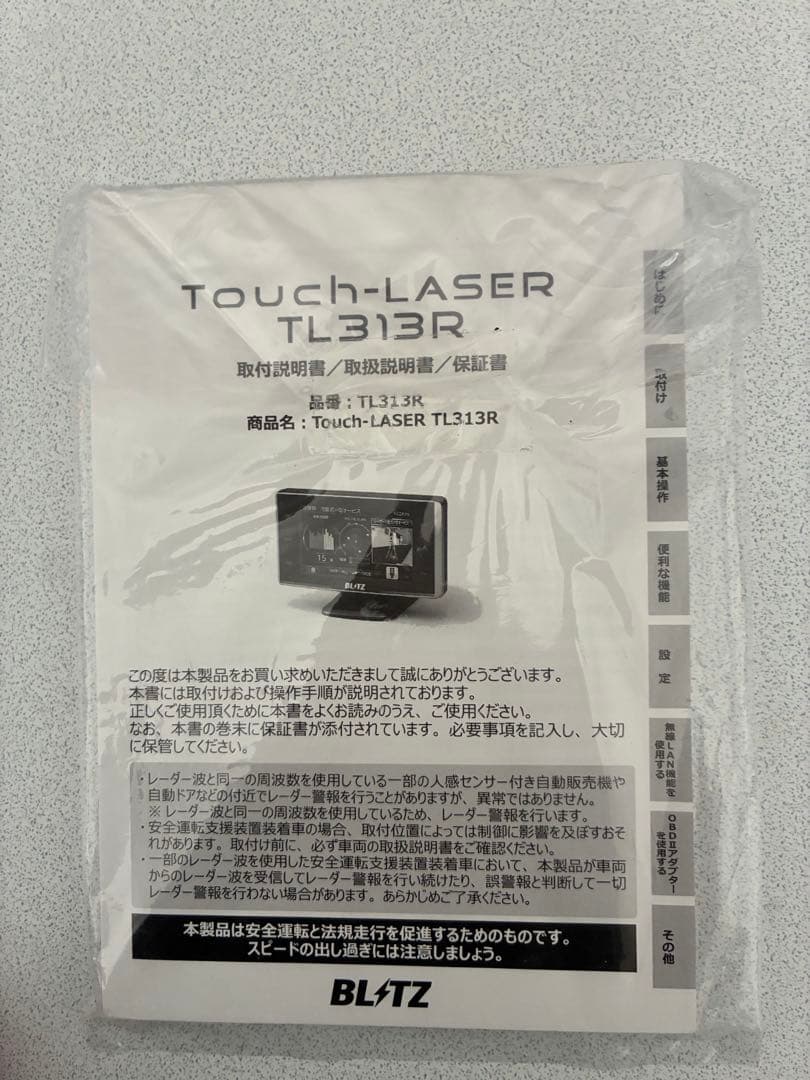 Touch-LASER
TL313R
取付説明書／取扱説明書／保証書
品番：TL313R
商品名：Touch-LASER TL313R
BLITZ
この度は本製品をお買い求めいただきまして誠にありがとうございます。
本書には取付けおよび操作手順が説明されております。
正しくご使用頂くために本書をよくお読みのうえ、ご使用ください。
なお、本書の巻末に保証書が添付されています。必要事項を記入し、大切
に保管してください。
・レーダー波と同一の周波数を使用している一部の人感センサー付き自動販売機や
自動ドアなどの付近でレーダー警報を行うことがありますが、異常ではありません。
※ レーダー波と同一の周波数を使用しているため、レーダー警報を行います。
・安全運転支援装置装着車の場合、取付位置によっては制御に影響を及ぼすおそ
れがあります。取付け前に、必ず車両の取扱説明書をご確認ください。
・一部のレーダー波を使用した安全運転支援装置装着車において、本製品が車両
からのレーダー波を受信してレーダー警報を行い続けたり、誤警報と判断して一切
レーダー警報を行わない場合があります。あらかじめご了承ください。
本製品は安全運転と法規走行を促進するためのものです。
スピードの出し過ぎには注意しましょう。
BLITZ
はじめに
取付け
基本操作
便利な機能
設 定
無線LAN機能を
使用する
OBDⅡアダプター
を使用する
その他